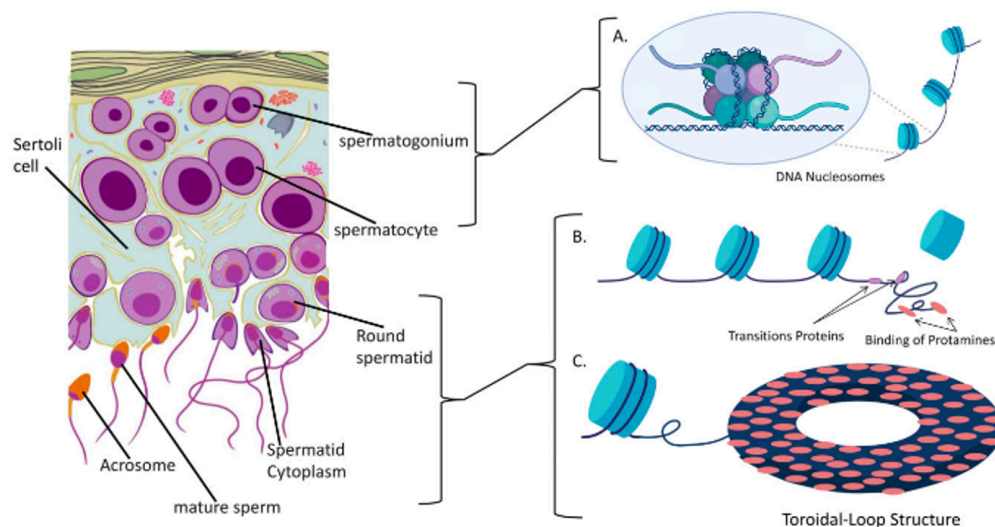 Sertoli
cell
spermatogonium
spermatocyte
Round
spermatid
Spermatid
Cytoplasm
Acrosome
mature sperm
A.
DNA Nucleosomes
B.
Transitions Proteins
Binding of Protamines
C.
Toroidal-Loop Structure